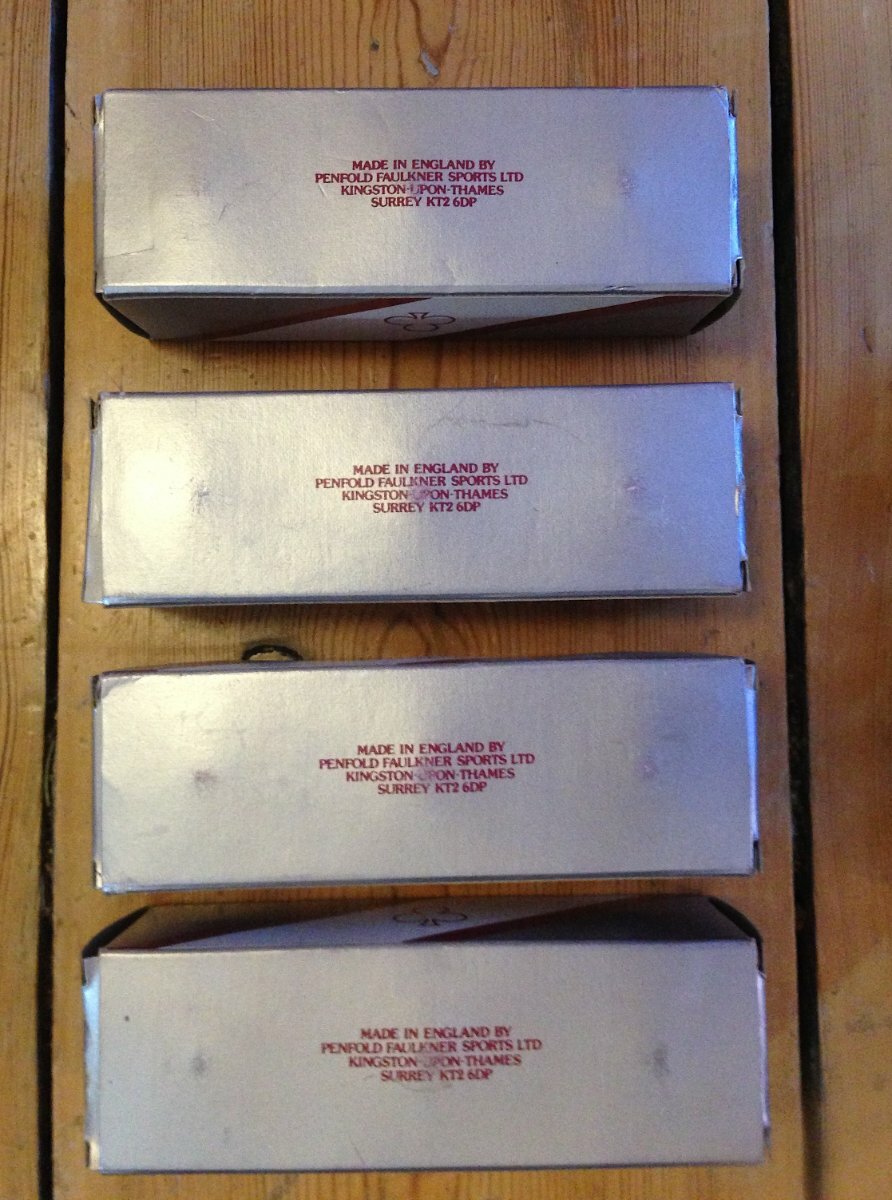 MADE IN ENGLAND BY
PENFOLD FAULKNER SPORTS LTD
KINGSTON-UPON-THAMES
SURREY KT2 6DP
MADE IN ENGLAND BY
PENFOLD FAULKNER SPORTS LTD
KINGSTON-UPON-THAMES
SURREY KT2 6DP
MADE IN ENGLAND BY
PENFOLD FAULKNER SPORTS LTD
KINGSTON-UPON-THAMES
SURREY KT2 6DP
MADE IN ENGLAND BY
PENFOLD FAULKNER SPORTS LTD
KINGSTON-UPON-THAMES
SURREY KT2 6DP